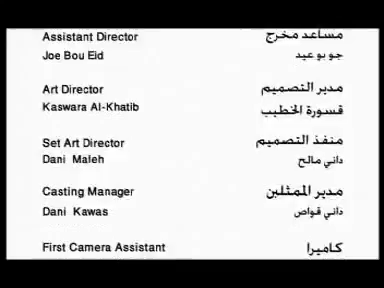 Assistant Director مساعد مخرج
Joe Bou Eid جو بو عيد
Art Director مدير التصميم
Kaswara Al-Khatib قسورة الخطيب
Set Art Director منفذ التصميم
Dani Maleh داني مالح
Casting Manager مدير الممثلين
Dani Kawas داني قواص
First Camera Assistant كاميرا